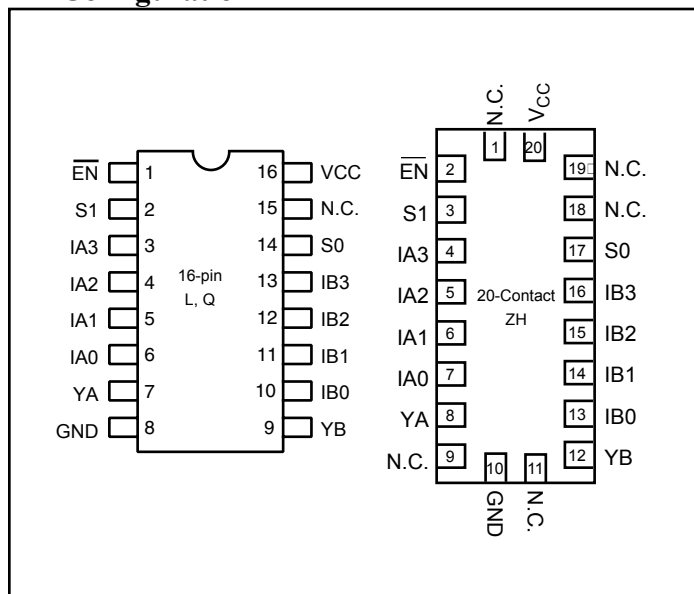 EN 1 16 VCC
S1 2 15 N.C.
IA3 3 14 S0
IA2 4 13 IB3
IA1 5 12 IB2
IA0 6 11 IB1
YA 7 10 IB0
GND 8 9 YB
16-pin
L, Q
N.C. VCC
1 20
EN 2 19 N.C.
S1 3 18 N.C.
IA3 4 17 S0
IA2 5 16 IB3
IA1 6 15 IB2
IA0 7 14 IB1
YA 8 13 IB0
N.C. 9 12 YB
10 11
GND N.C.
20-Contact
ZH